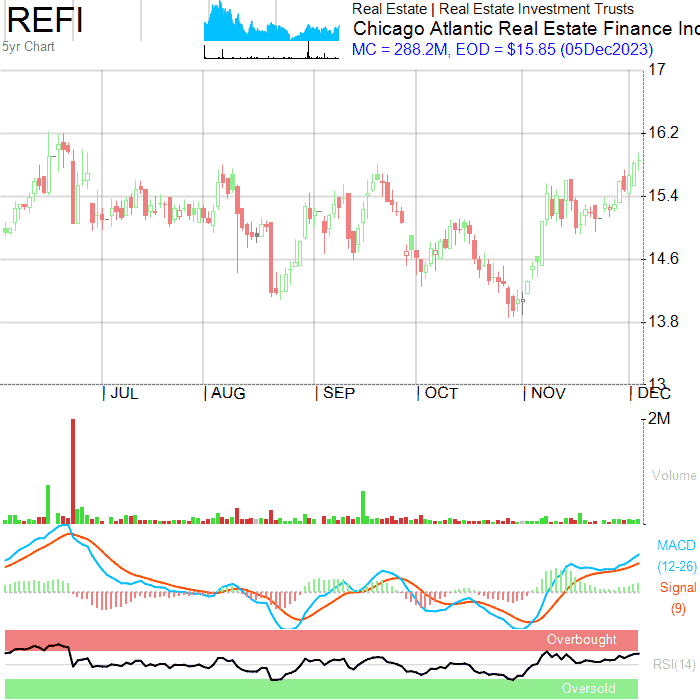 REFI
5yr Chart
Real Estate | Real Estate Investment Trusts
Chicago Atlantic Real Estate Finance Inc
MC = 288.2M, EOD = $15.85 (05Dec2023)
17
16.2
15.4
14.6
13.8
13
| JUL | AUG | SEP | OCT | NOV | DEC
2M
Volume
MACD
(12-26)
Signal
(9)
Overbought
RSI(14)
Oversold